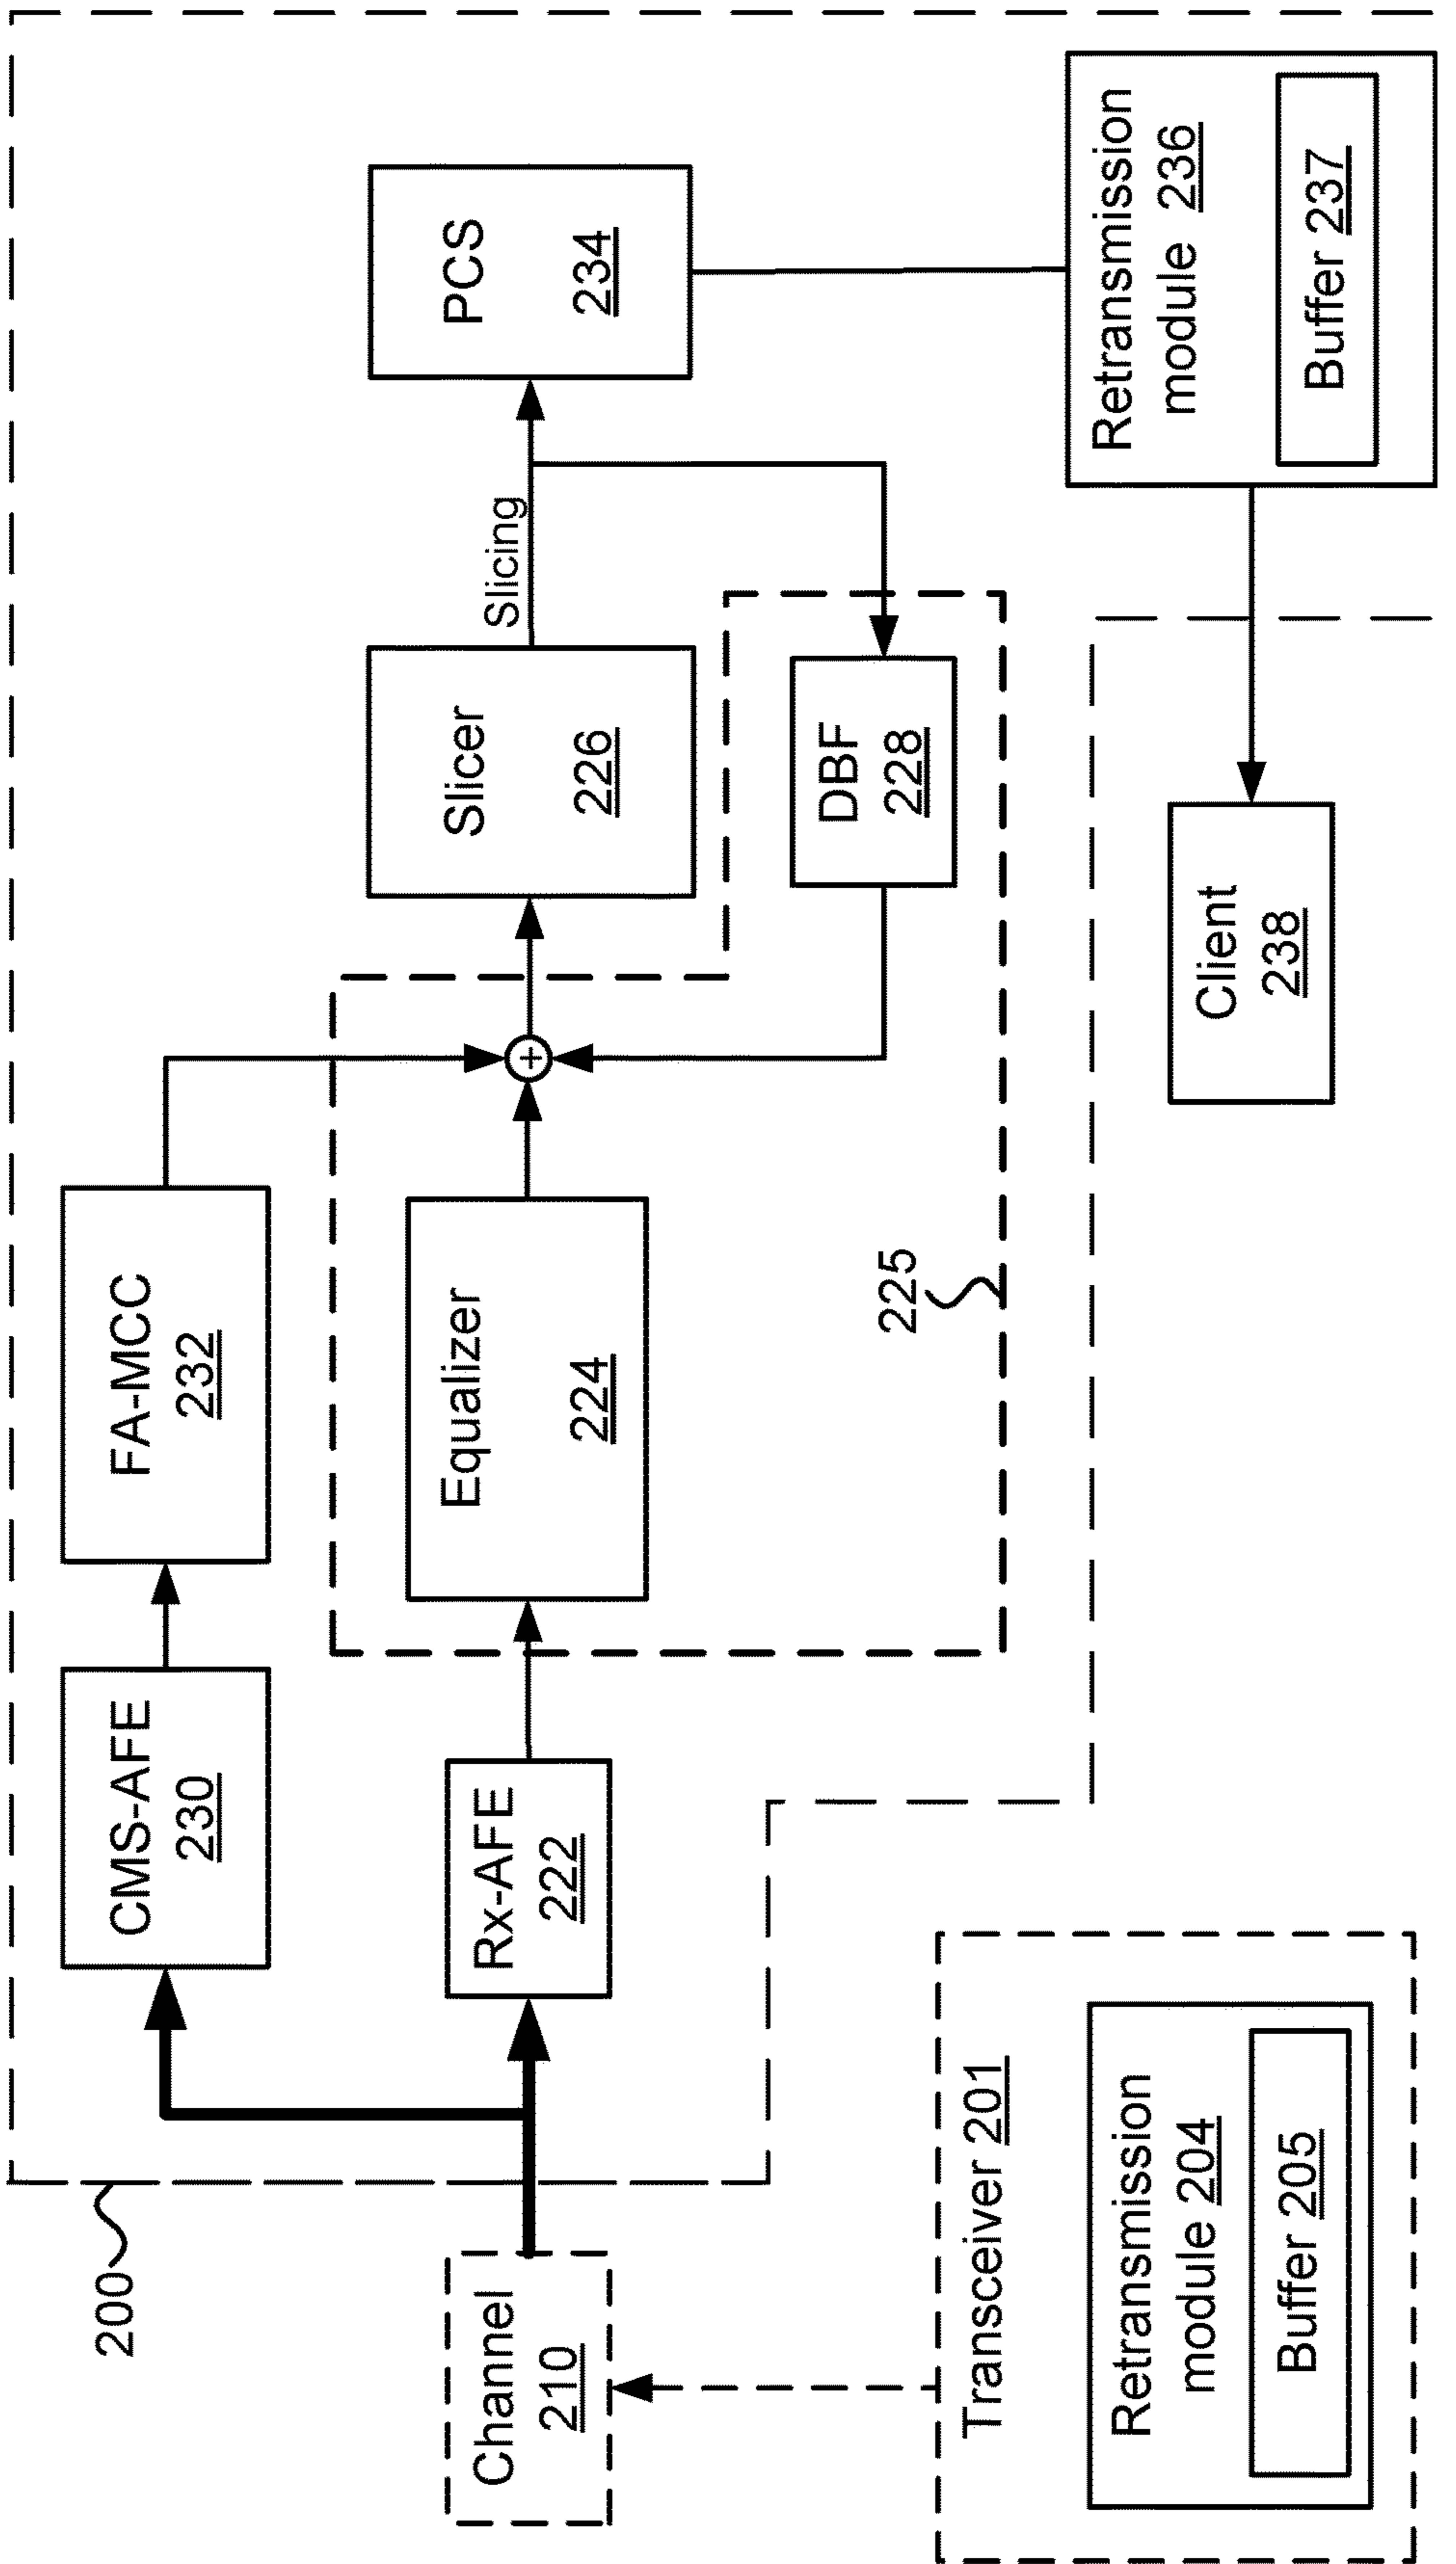 200
CMS-AFE
230
FA-MCC
232
Channel
210
Rx-AFE
222
Equalizer
224
Slicer
226
Slicing
PCS
234
225
DBF
228
Transceiver 201
Retransmission
module 204
Buffer 205
Client
238
Retransmission
module 236
Buffer 237
+